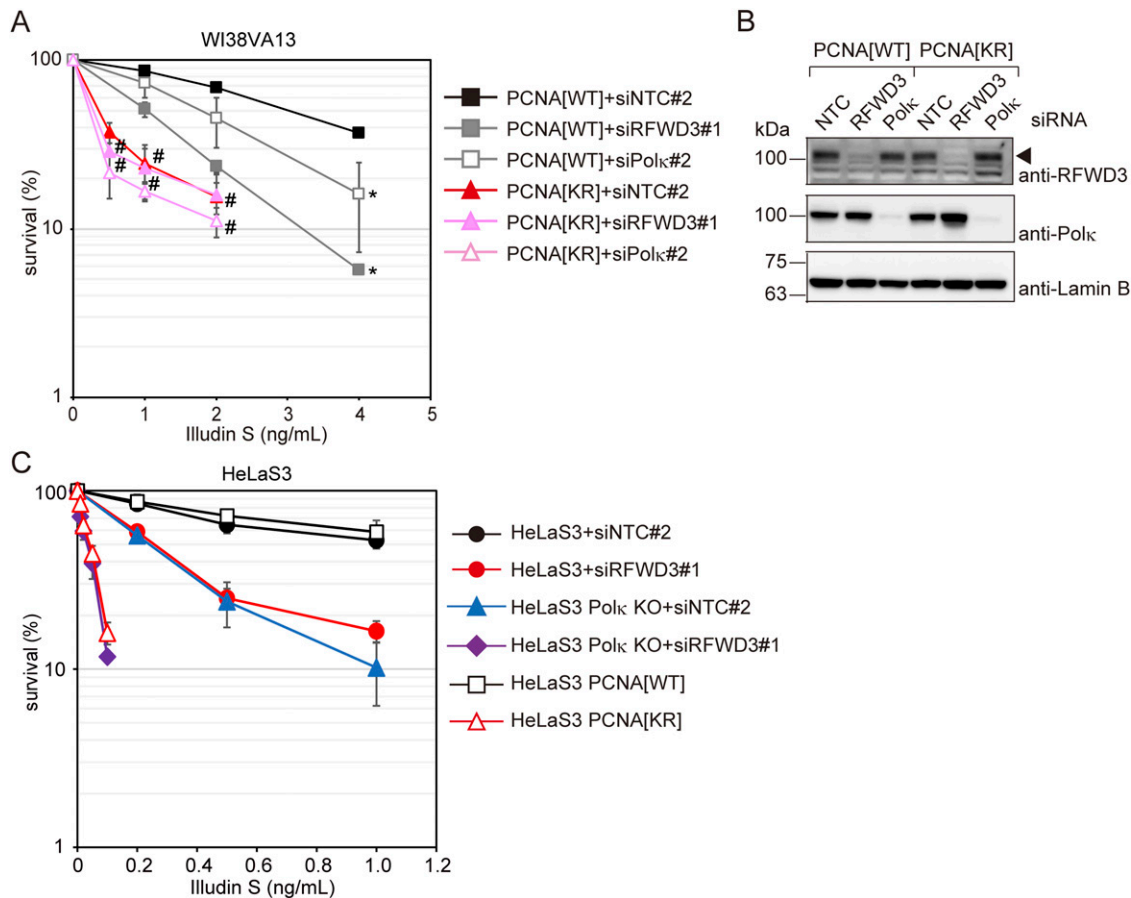 A
WI38VA13
100
10
1
survival (%)
0 1 2 3 4 5
Illudin S (ng/mL)
# # # # # #
* *
PCNA[WT]+siNTC#2
PCNA[WT]+siRFWD3#1
PCNA[WT]+siPolκ#2
PCNA[KR]+siNTC#2
PCNA[KR]+siRFWD3#1
PCNA[KR]+siPolκ#2
B
PCNA[WT] PCNA[KR]
NTC RFWD3 Polκ NTC RFWD3 Polκ siRNA
kDa
100 anti-RFWD3
100 anti-Polκ
75
63 anti-Lamin B
C
HeLaS3
100
10
1
survival (%)
0 0.2 0.4 0.6 0.8 1.0 1.2
Illudin S (ng/mL)
HeLaS3+siNTC#2
HeLaS3+siRFWD3#1
HeLaS3 Polκ KO+siNTC#2
HeLaS3 Polκ KO+siRFWD3#1
HeLaS3 PCNA[WT]
HeLaS3 PCNA[KR]